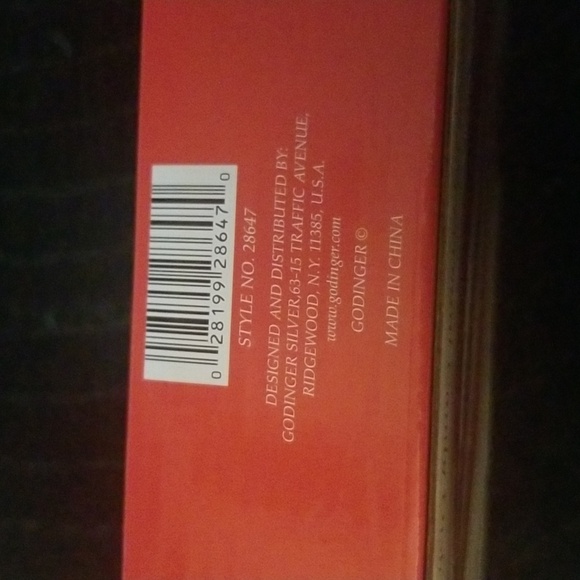 0 28199 28647 0
STYLE NO. 28647
DESIGNED AND DISTRIBUTED BY:
GODINGER SILVER,63-15 TRAFFIC AVENUE,
RIDGEWOOD, N.Y. 11385, U.S.A.
www.godinger.com
GODINGER ©
MADE IN CHINA